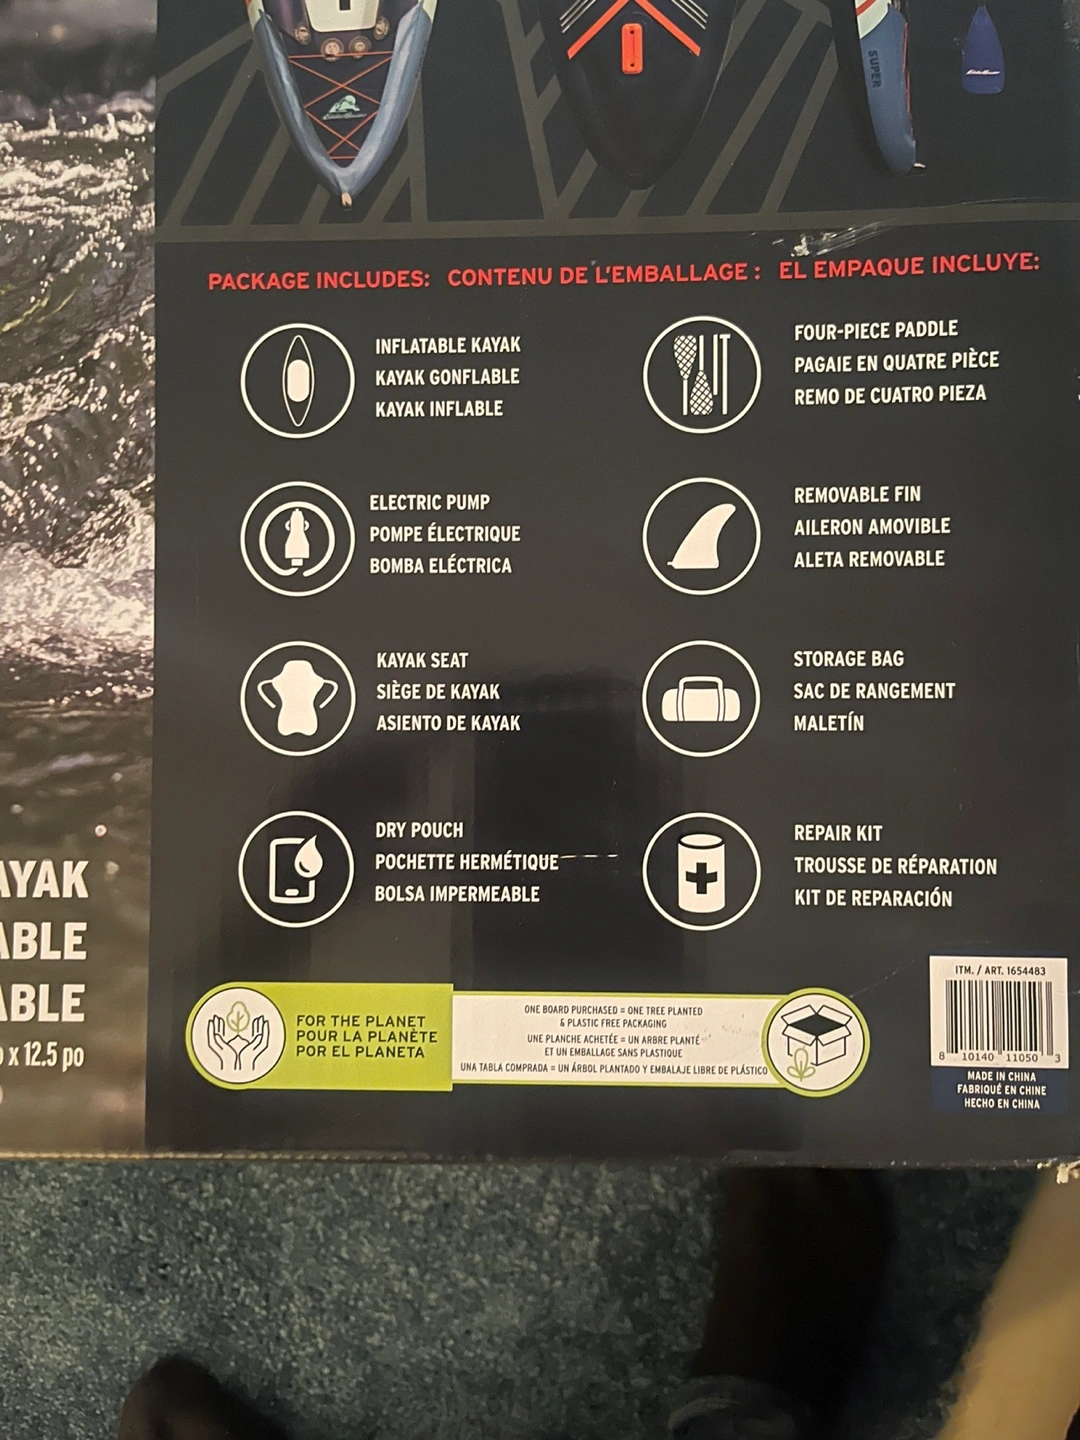 SUPER
Eddie Bauer
PACKAGE INCLUDES: CONTENU DE L'EMBALLAGE : EL EMPAQUE INCLUYE:
INFLATABLE KAYAK
KAYAK GONFLABLE
KAYAK INFLABLE
FOUR-PIECE PADDLE
PAGAIE EN QUATRE PIÈCE
REMO DE CUATRO PIEZA
ELECTRIC PUMP
POMPE ÉLECTRIQUE
BOMBA ELÉCTRICA
REMOVABLE FIN
AILERON AMOVIBLE
ALETA REMOVABLE
KAYAK SEAT
SIÈGE DE KAYAK
ASIENTO DE KAYAK
STORAGE BAG
SAC DE RANGEMENT
MALETÍN
DRY POUCH
POCHETTE HERMÉTIQUE
BOLSA IMPERMEABLE
REPAIR KIT
TROUSSE DE RÉPARATION
KIT DE REPARACIÓN
AYAK
ABLE
ABLE
x 12.5 po
FOR THE PLANET
POUR LA PLANÈTE
POR EL PLANETA
ONE BOARD PURCHASED = ONE TREE PLANTED
& PLASTIC FREE PACKAGING
UNE PLANCHE ACHETÉE = UN ARBRE PLANTÉ
ET UN EMBALLAGE SANS PLASTIQUE
UNA TABLA COMPRADA = UN ÁRBOL PLANTADO Y EMBALAJE LIBRE DE PLÁSTICO
ITM. / ART. 1654483
8 10140 11050 3
MADE IN CHINA
FABRIQUÉ EN CHINE
HECHO EN CHINA